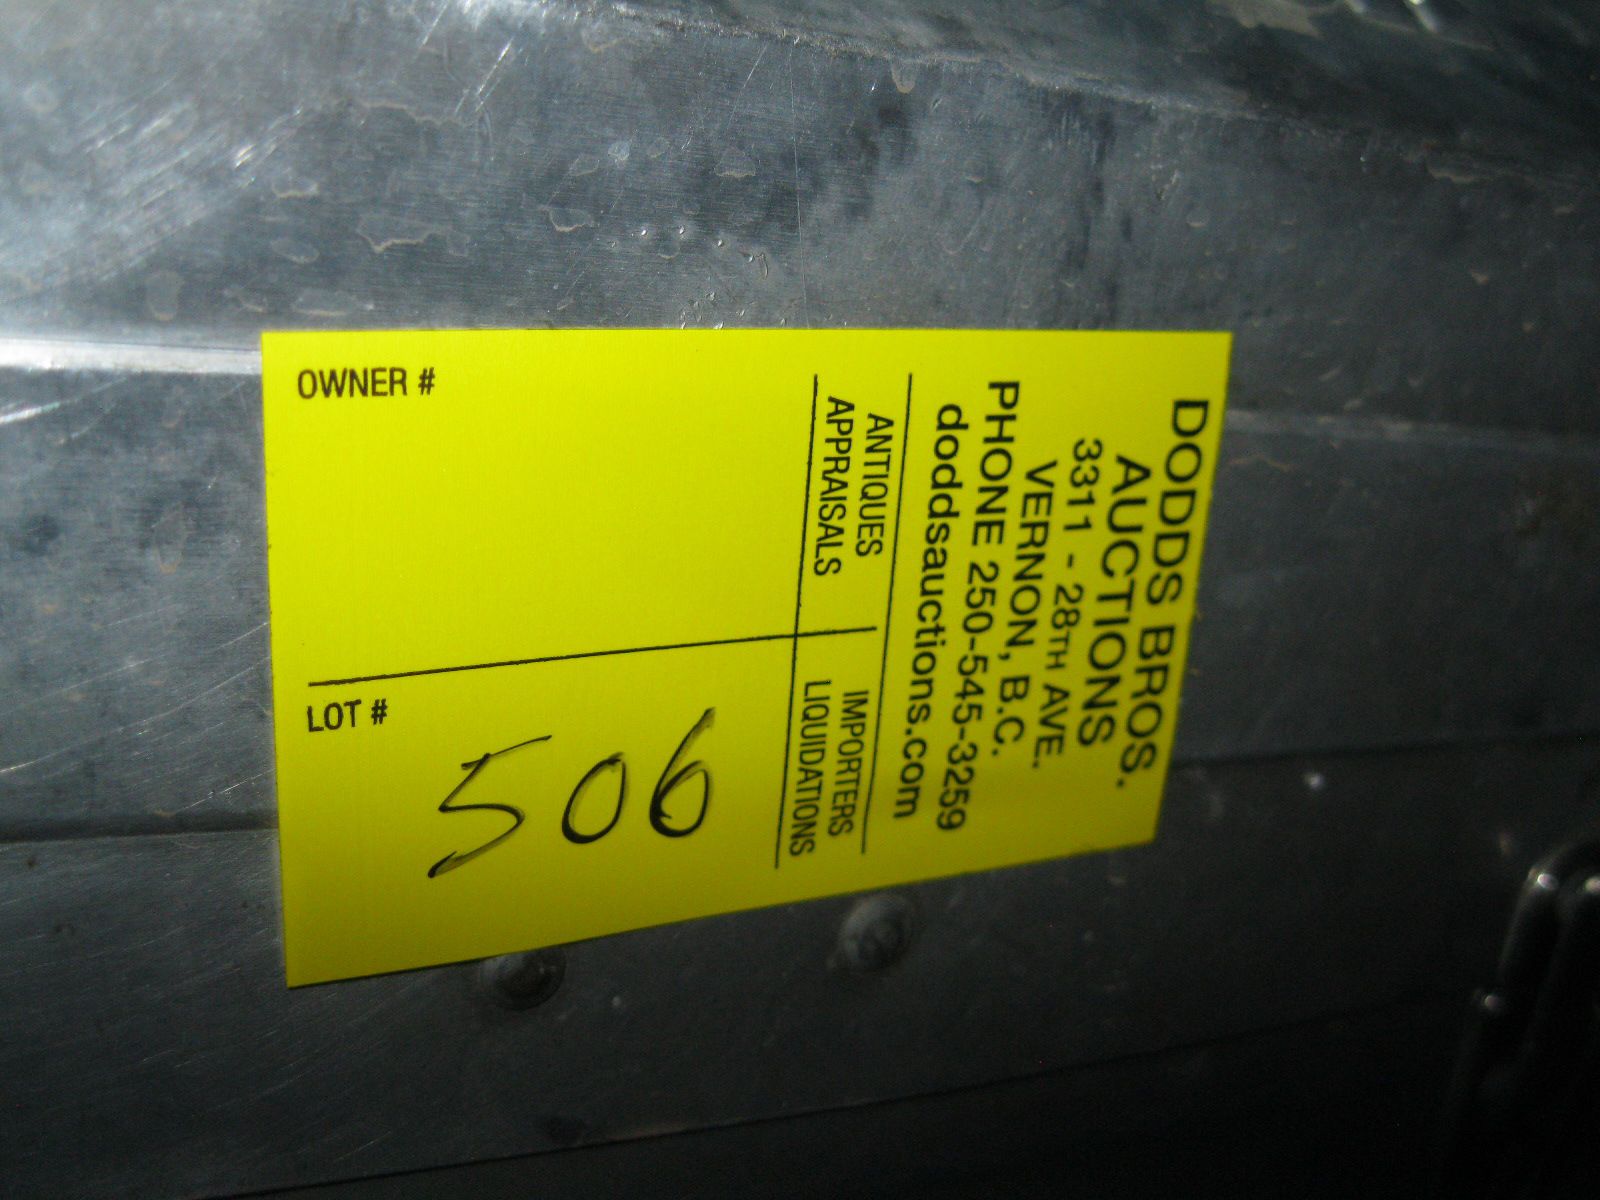 DODDS BROS.
AUCTIONS
3311 - 28TH AVE.
VERNON, B.C.
PHONE 250-545-3259
doddsauctions.com
ANTIQUES
APPRAISALS
IMPORTERS
LIQUIDATIONS
OWNER #
LOT #
506